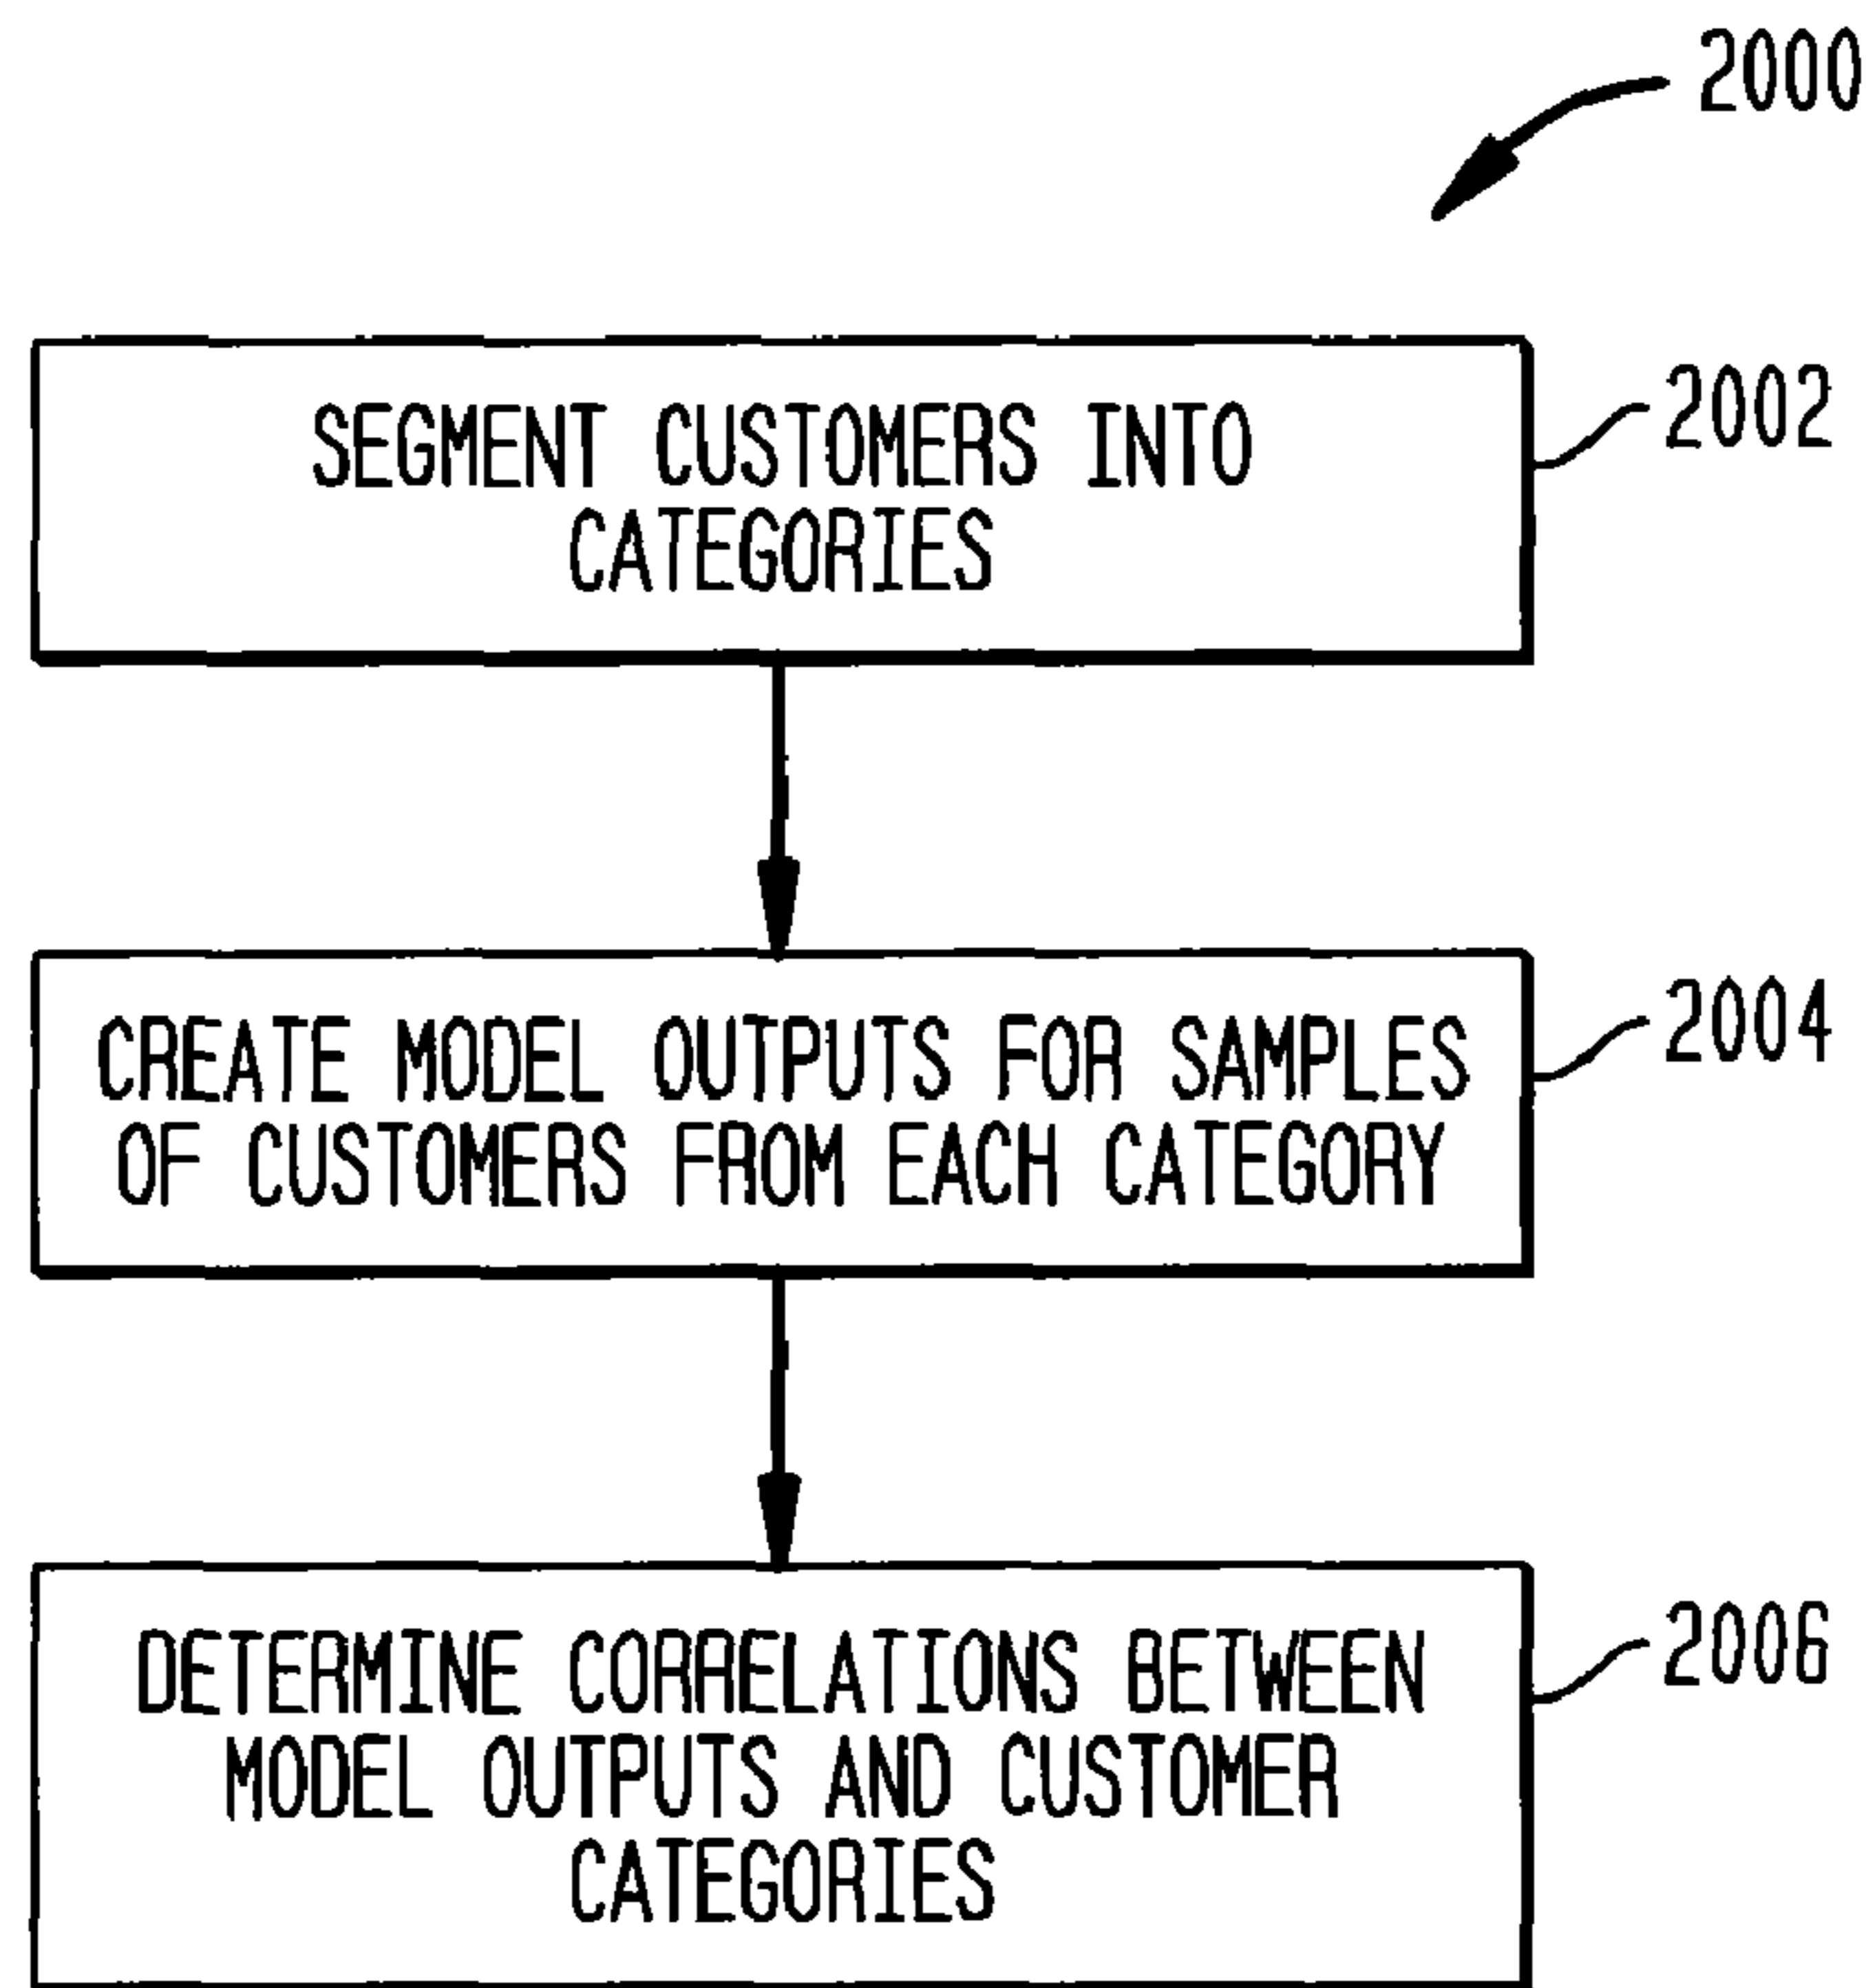 2000
SEGMENT CUSTOMERS INTO
CATEGORIES
2002
CREATE MODEL OUTPUTS FOR SAMPLES
OF CUSTOMERS FROM EACH CATEGORY
2004
DETERMINE CORRELATIONS BETWEEN
MODEL OUTPUTS AND CUSTOMER
CATEGORIES
2006